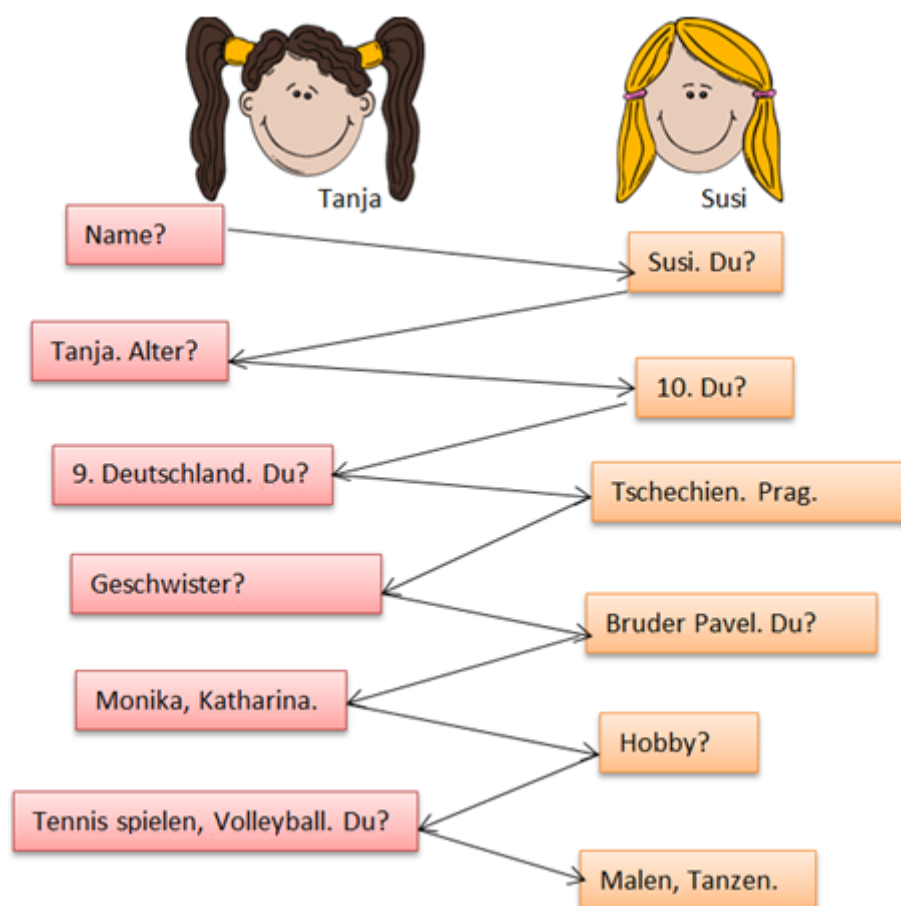 Tanja
Susi
Name?
Susi. Du?
Tanja. Alter?
10. Du?
9. Deutschland. Du?
Tschechien. Prag.
Geschwister?
Bruder Pavel. Du?
Monika, Katharina.
Hobby?
Tennis spielen, Volleyball. Du?
Malen, Tanzen.